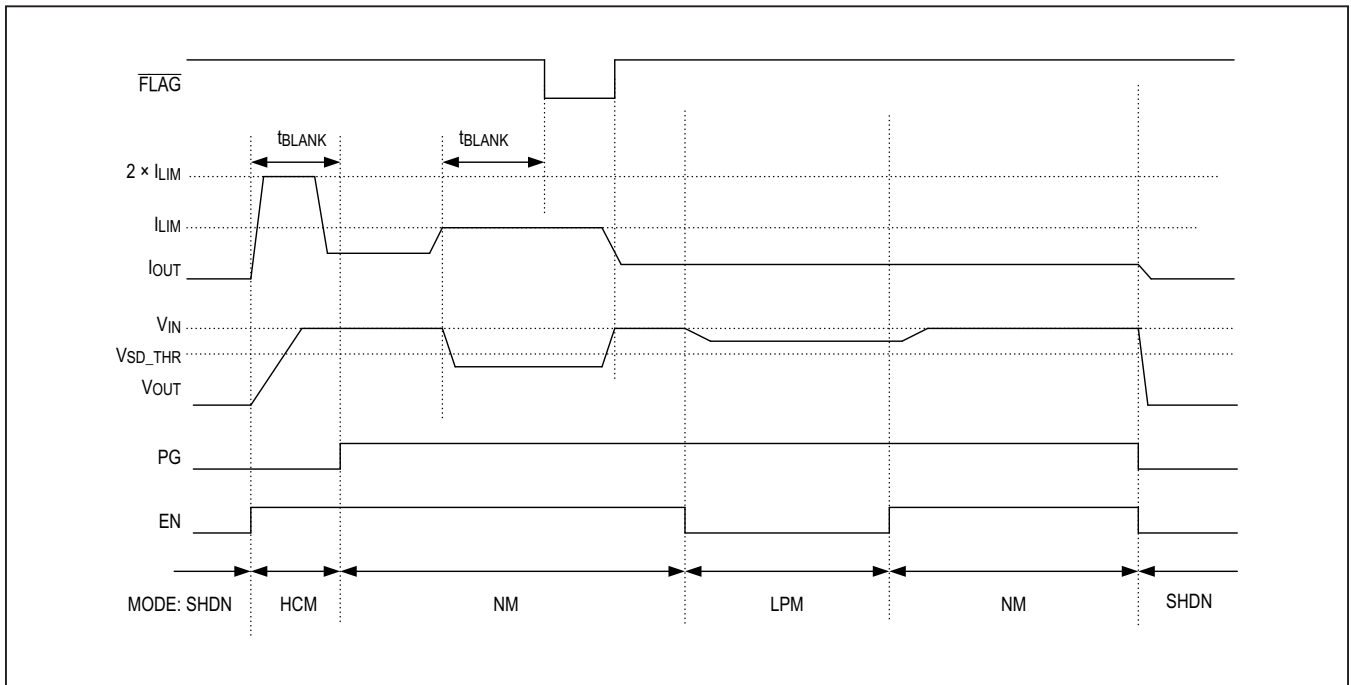 FLAG
tBLANK tBLANK
2 × ILIM
ILIM
IOUT
VIN
VSD_THR
VOUT
PG
EN
MODE: SHDN HCM NM LPM NM SHDN